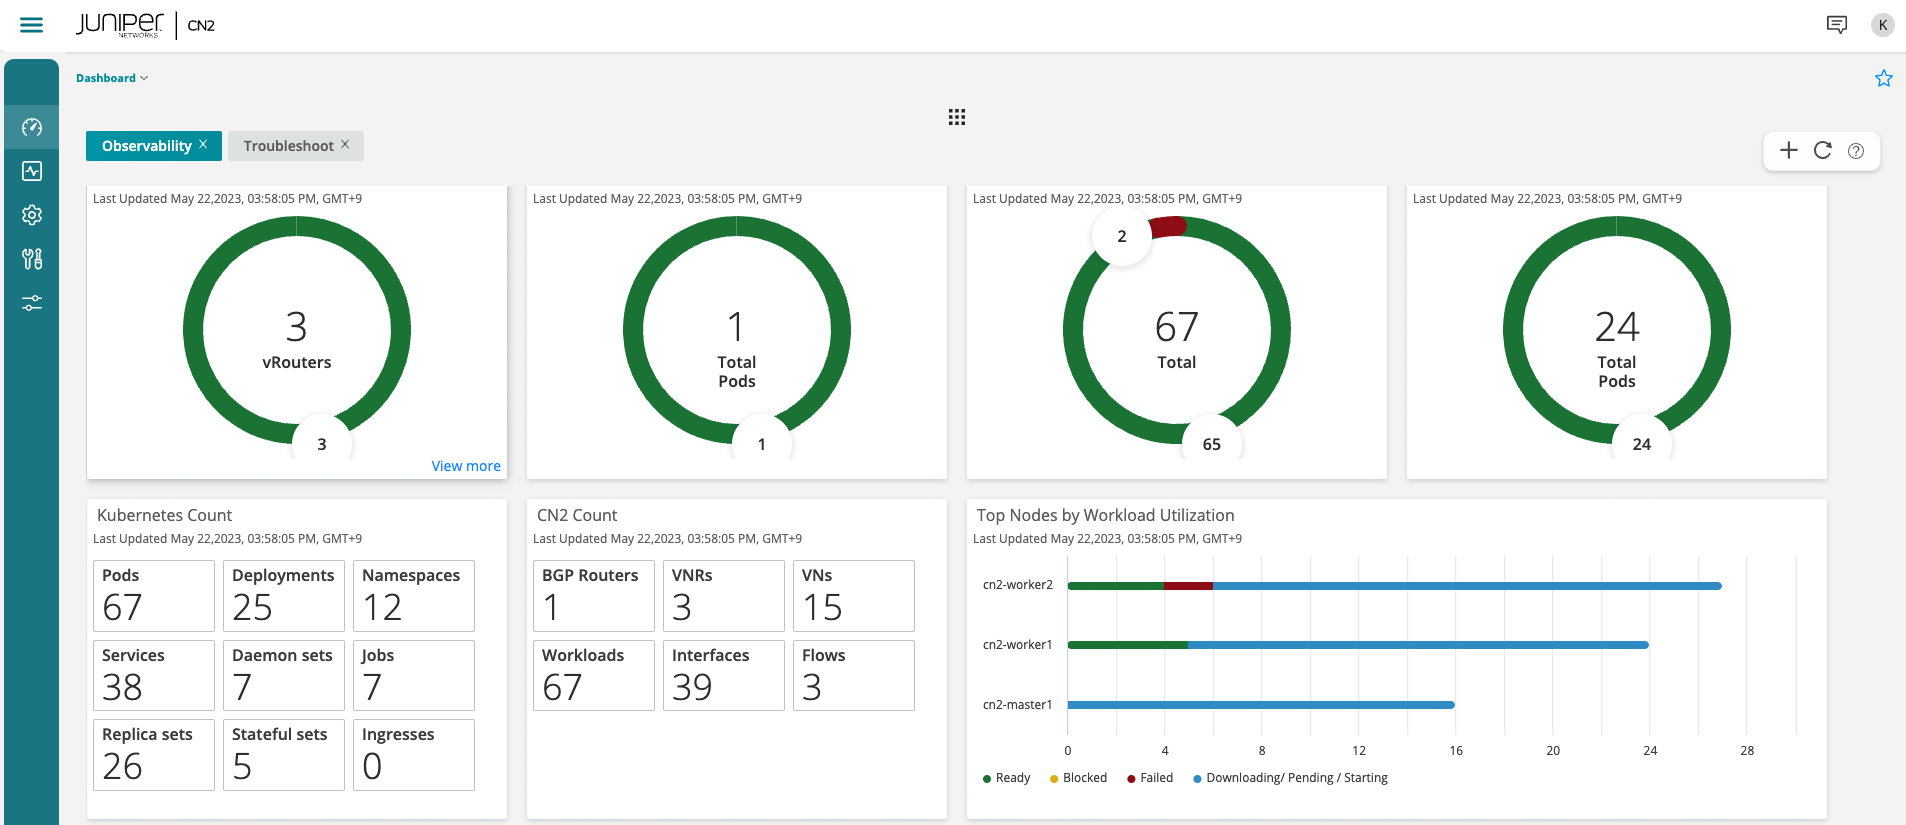 JUNIPER
NETWORKS
CN2
K
Dashboard
Observability X
Troubleshoot X
Last Updated May 22,2023, 03:58:05 PM, GMT+9
3
vRouters
3
View more
Last Updated May 22,2023, 03:58:05 PM, GMT+9
1
Total
Pods
1
Last Updated May 22,2023, 03:58:05 PM, GMT+9
2
67
Total
65
Last Updated May 22,2023, 03:58:05 PM, GMT+9
24
Total
Pods
24
Kubernetes Count
Last Updated May 22,2023, 03:58:05 PM, GMT+9
Pods
67
Deployments
25
Namespaces
12
Services
38
Daemon sets
7
Jobs
7
Replica sets
26
Stateful sets
5
Ingresses
0
CN2 Count
Last Updated May 22,2023, 03:58:05 PM, GMT+9
BGP Routers
1
VNRs
3
VNs
15
Workloads
67
Interfaces
39
Flows
3
Top Nodes by Workload Utilization
Last Updated May 22,2023, 03:58:05 PM, GMT+9
cn2-worker2
cn2-worker1
cn2-master1
0 4 8 12 16 20 24 28
Ready Blocked Failed Downloading/ Pending / Starting